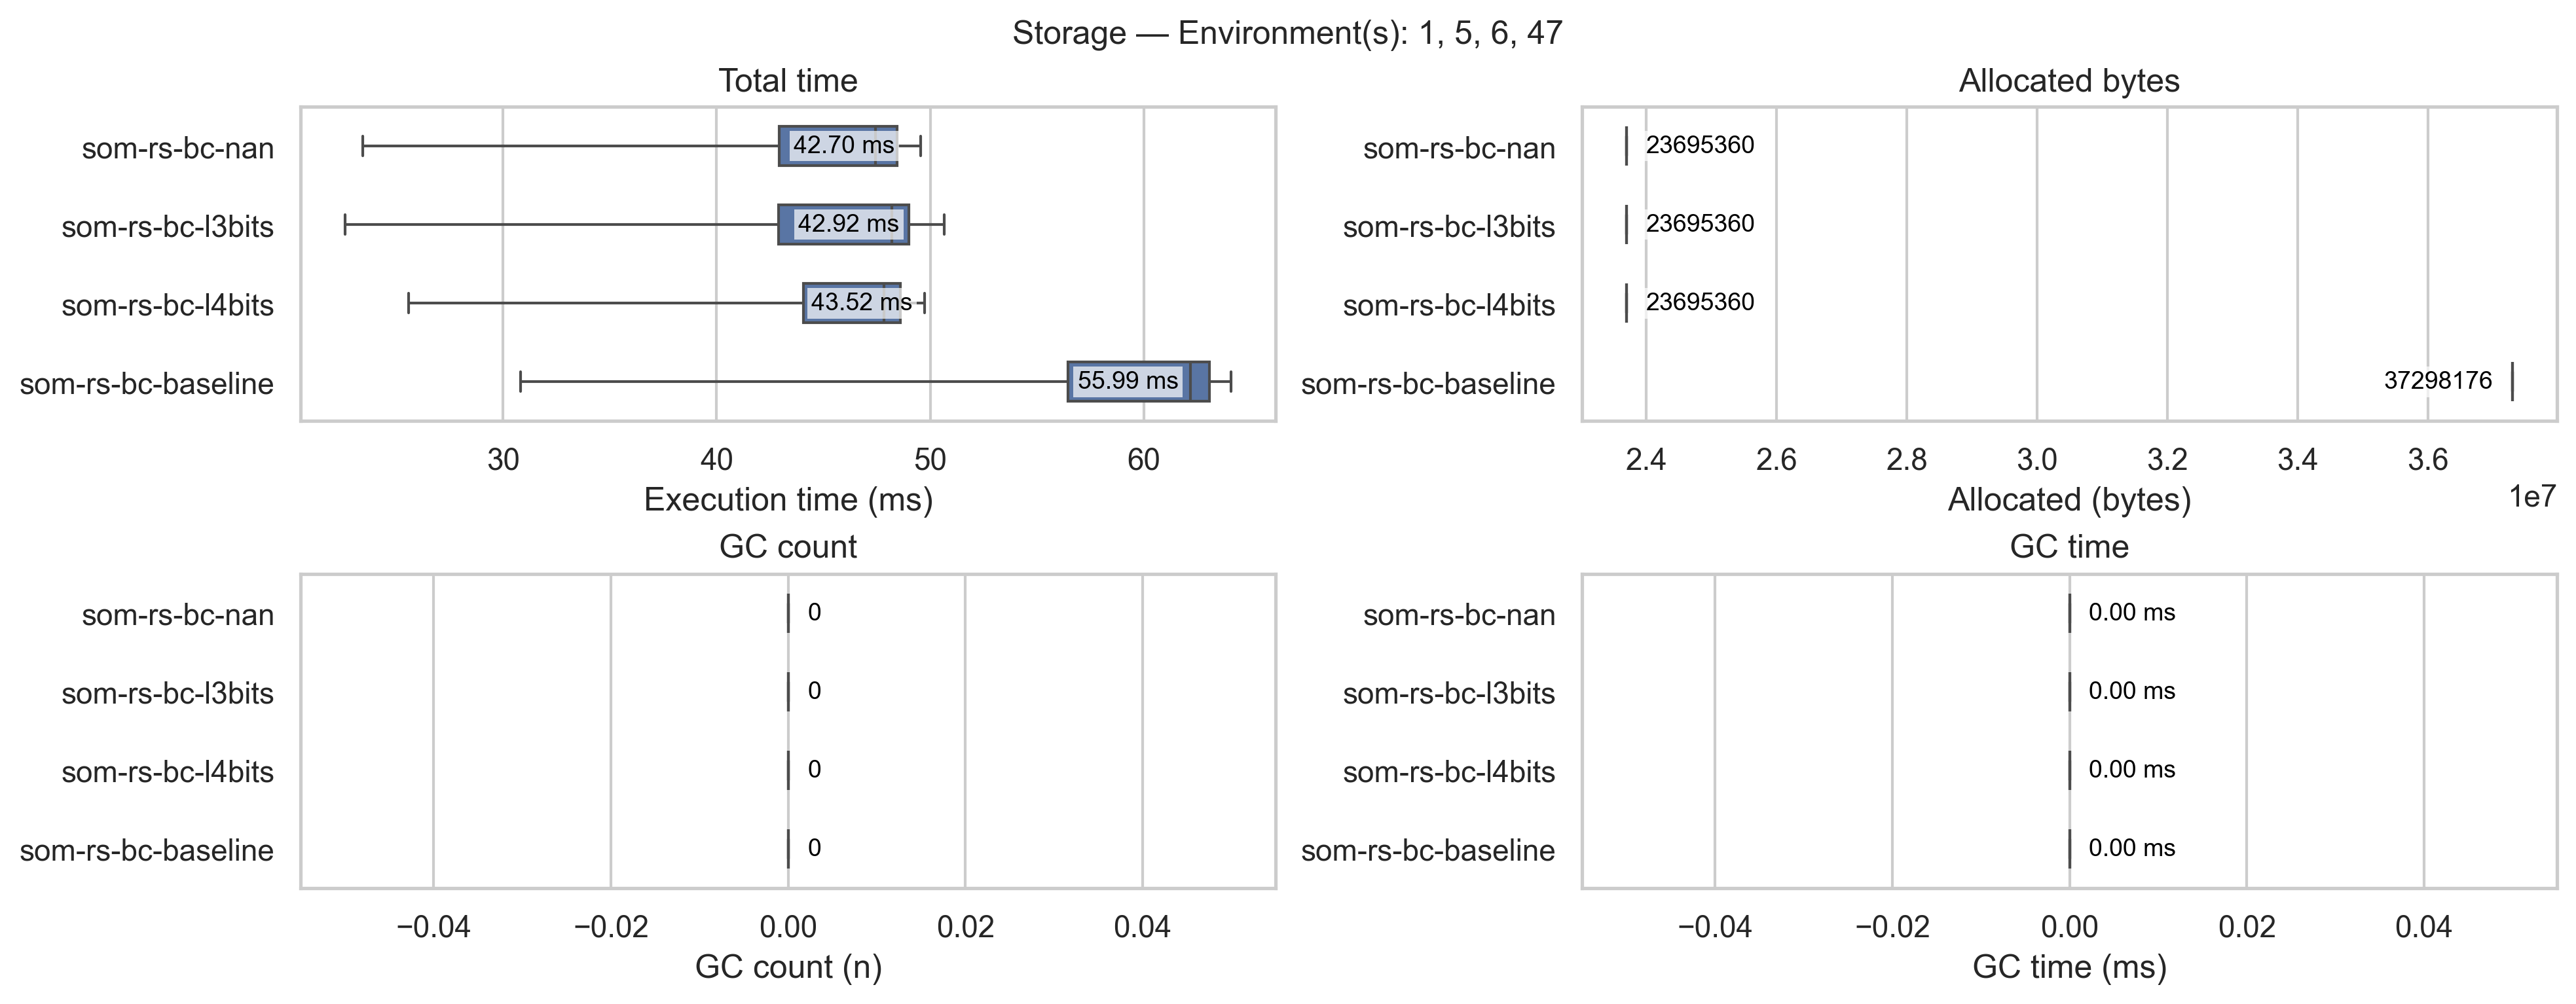 Storage — Environment(s): 1, 5, 6, 47
Total time
som-rs-bc-nan
42.70 ms
som-rs-bc-l3bits
42.92 ms
som-rs-bc-l4bits
43.52 ms
som-rs-bc-baseline
55.99 ms
30 40 50 60
Execution time (ms)
Allocated bytes
som-rs-bc-nan
23695360
som-rs-bc-l3bits
23695360
som-rs-bc-l4bits
23695360
som-rs-bc-baseline
37298176
2.4 2.6 2.8 3.0 3.2 3.4 3.6
1e7
Allocated (bytes)
GC count
som-rs-bc-nan
0
som-rs-bc-l3bits
0
som-rs-bc-l4bits
0
som-rs-bc-baseline
0
−0.04 −0.02 0.00 0.02 0.04
GC count (n)
GC time
som-rs-bc-nan
0.00 ms
som-rs-bc-l3bits
0.00 ms
som-rs-bc-l4bits
0.00 ms
som-rs-bc-baseline
0.00 ms
−0.04 −0.02 0.00 0.02 0.04
GC time (ms)